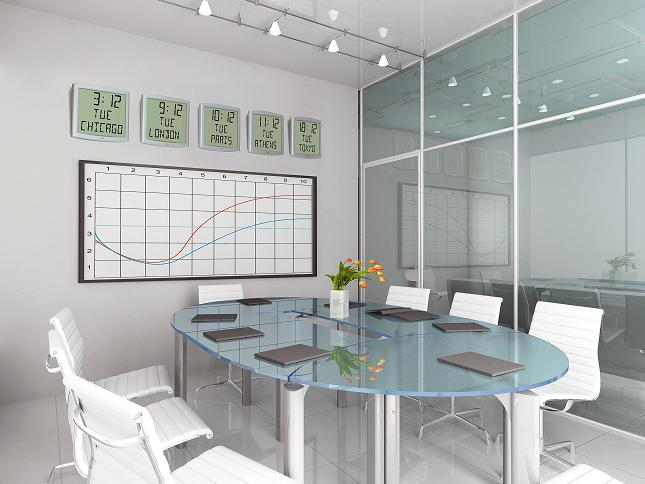 3:12
TUE
CHICAGO
9:12
TUE
LONDON
10:12
TUE
PARIS
11:12
TUE
ATHENS
18:12
TUE
TOKYO
1 2 3 4 5 6 7 8 9 10
6
5
4
3
2
1